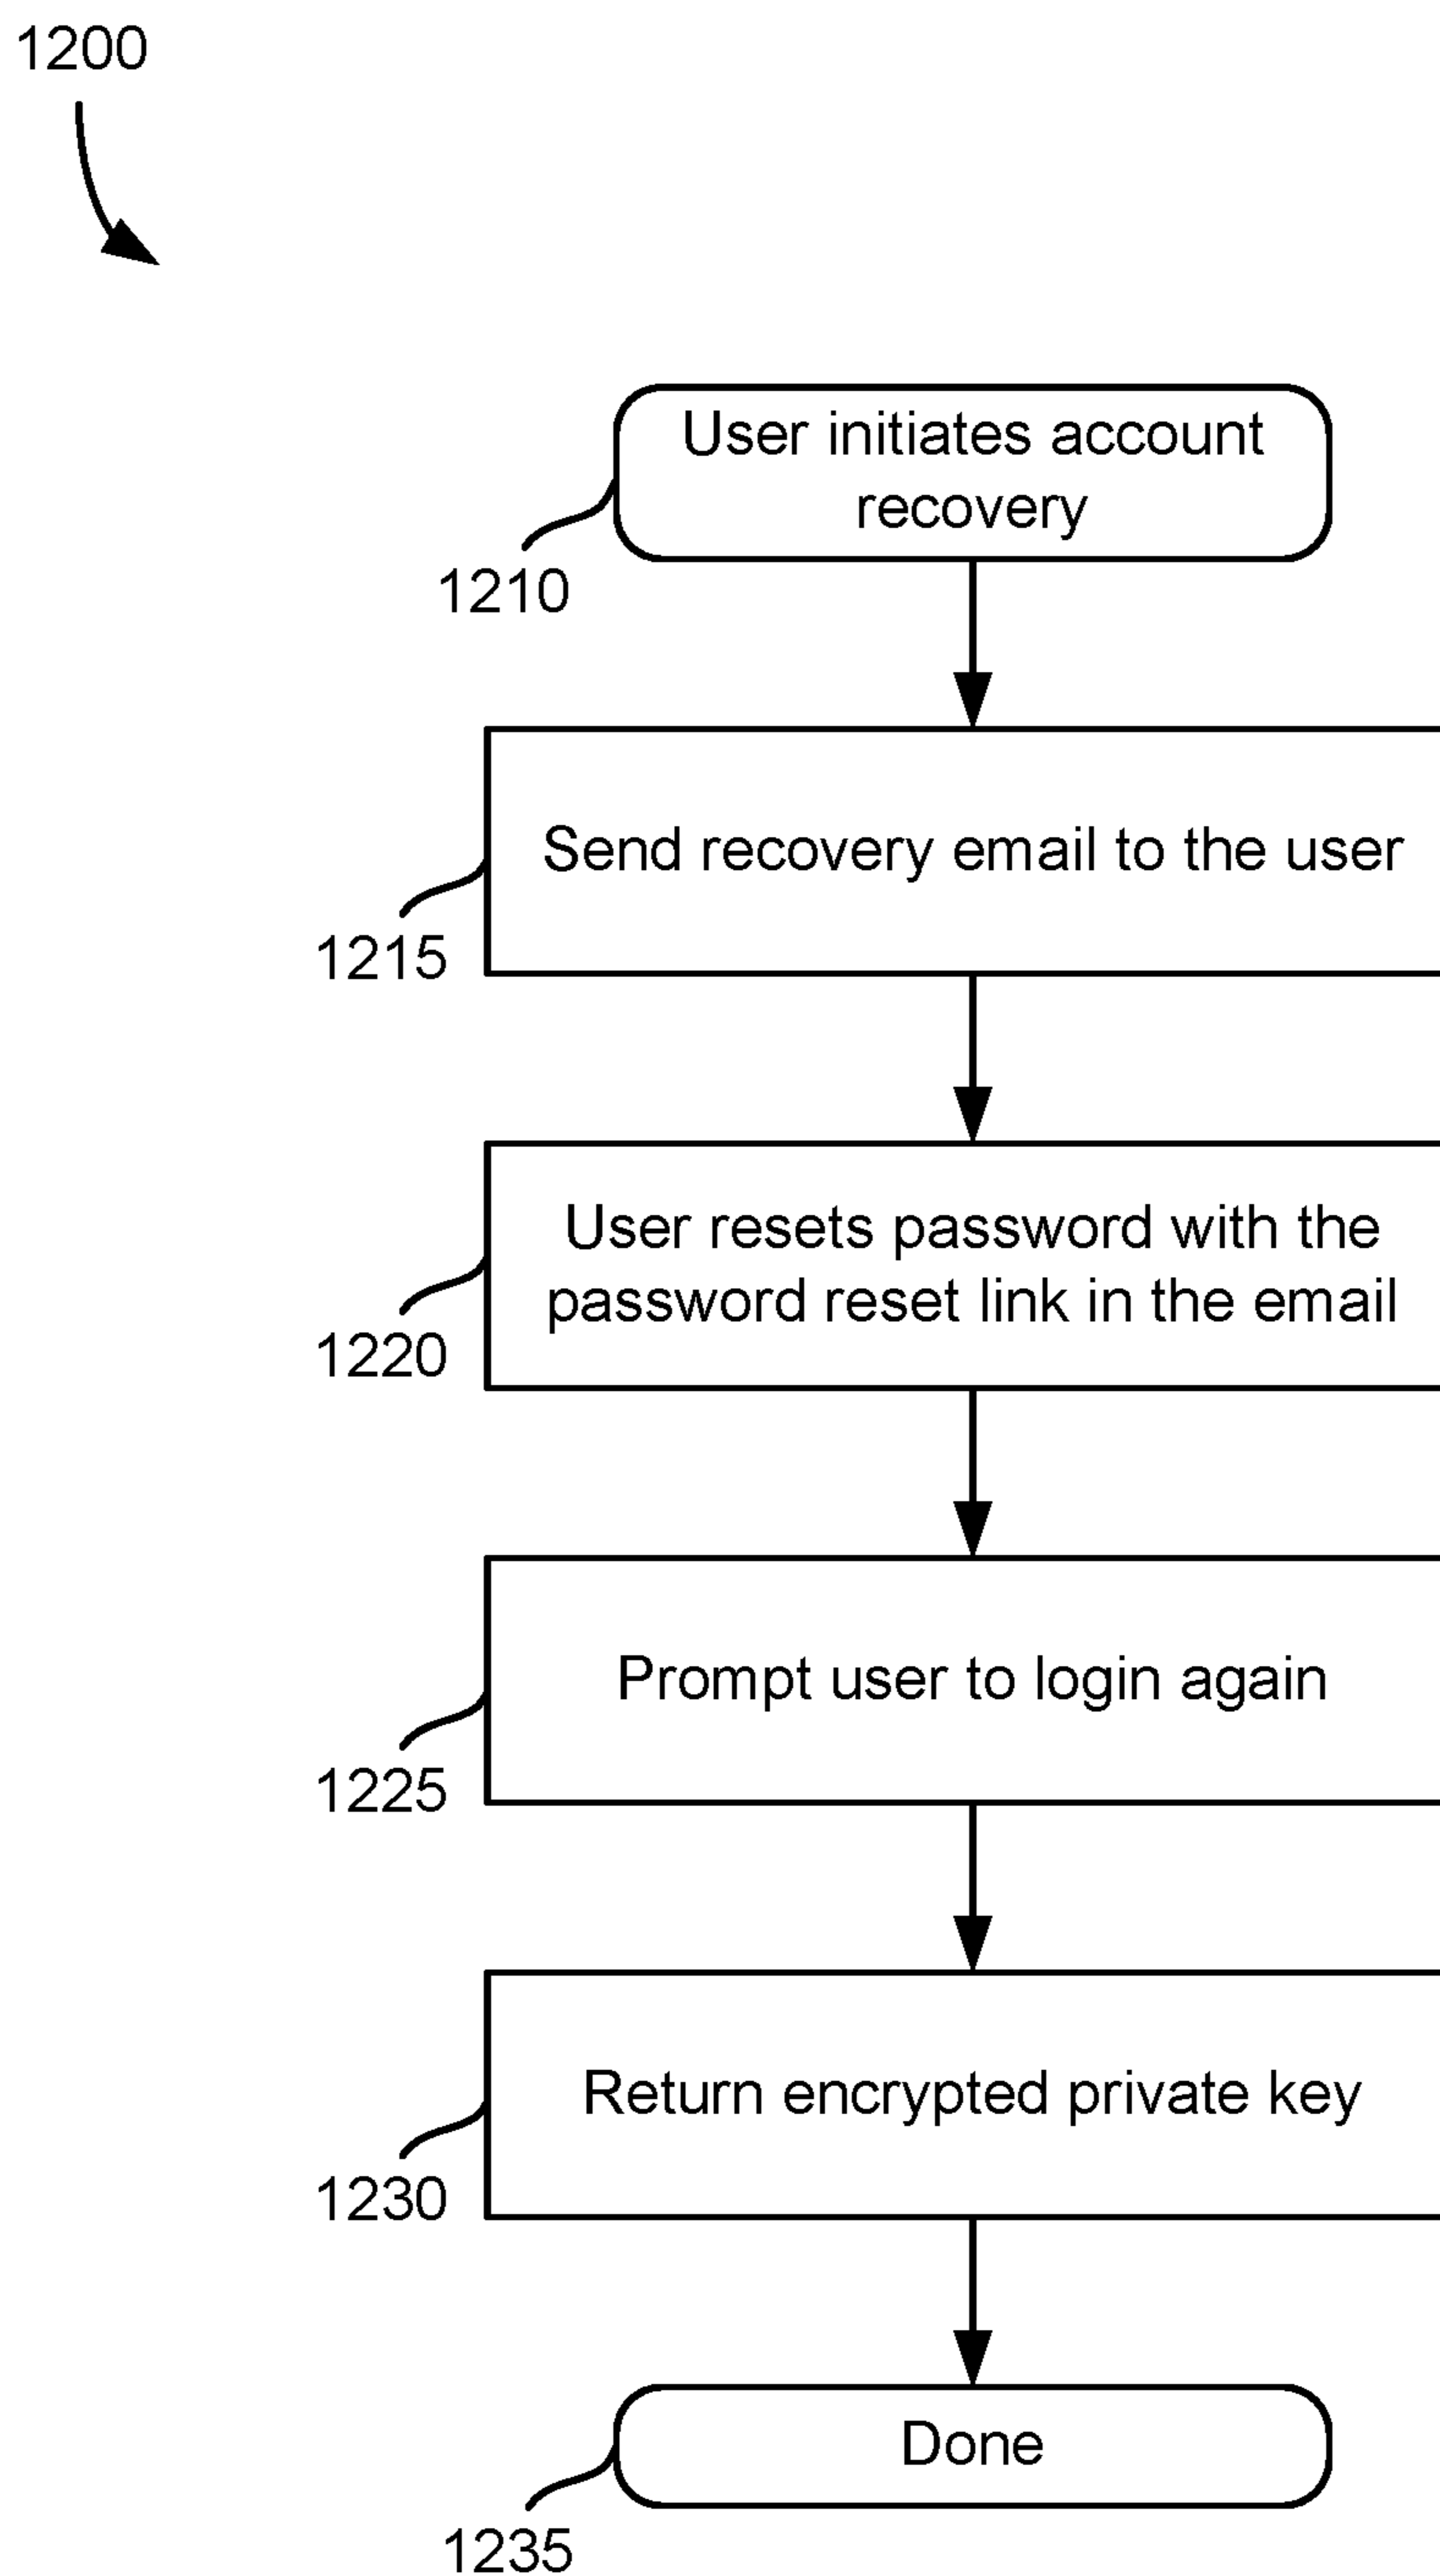 1200
User initiates account
recovery
1210
Send recovery email to the user
1215
User resets password with the
password reset link in the email
1220
Prompt user to login again
1225
Return encrypted private key
1230
Done
1235